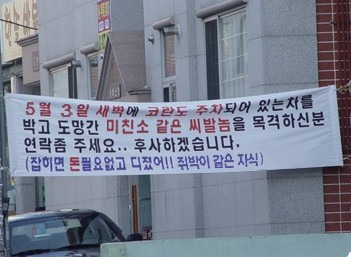 5월 3일 새벽에 코란도 주차되어 있는차를
박고 도망간 미친소 같은 씨발놈을 목격하신분
연락좀 주세요.. 후사하겠습니다.
(잡히면 돈필요없고 디졌어!! 쥐박이 같은 자식)